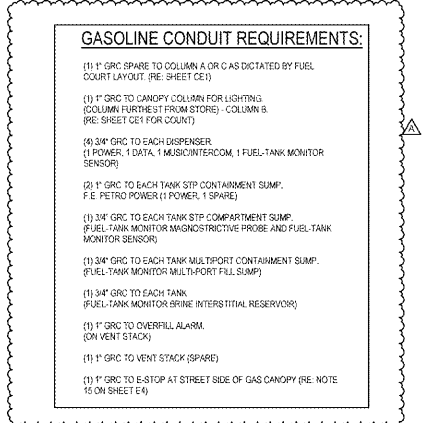 GASOLINE CONDUIT REQUIREMENTS:
(1) 1" GRC SPARE TO COLUMN A OR C AS DICTATED BY FUEL
COURT LAYOUT. (RE: SHEET CE1)
(1) 1" GRC TO CANOPY COLUMN FOR LIGHTING.
(COLUMN FURTHEST FROM STORE) - COLUMN B.
(RE: SHEET CE1 FOR COUNT)
(4) 3/4" GRC TO EACH DISPENSER.
(1 POWER, 1 DATA, 1 MUSIC/INTERCOM, 1 FUEL-TANK MONITOR
SENSOR)
(2) 1" GRC TO EACH TANK STP CONTAINMENT SUMP.
F.E. PETRO POWER (1 POWER, 1 SPARE)
(1) 3/4" GRC TO EACH TANK STP COMPARTMENT SUMP.
(FUEL-TANK MONITOR MAGNOSTRICTIVE PROBE AND FUEL-TANK
MONITOR SENSOR)
(1) 3/4" GRC TO EACH TANK MULTIPORT CONTAINMENT SUMP.
(FUEL-TANK MONITOR MULTI-PORT FILL SUMP)
(1) 3/4" GRC TO EACH TANK
(FUEL-TANK MONITOR BRINE INTERSTITIAL RESERVOIR)
(1) 1" GRC TO OVERFILL ALARM.
(ON VENT STACK)
(1) 1" GRC TO VENT STACK (SPARE)
(1) 1" GRC TO E-STOP AT STREET SIDE OF GAS CANOPY (RE: NOTE
15 ON SHEET E4)
A